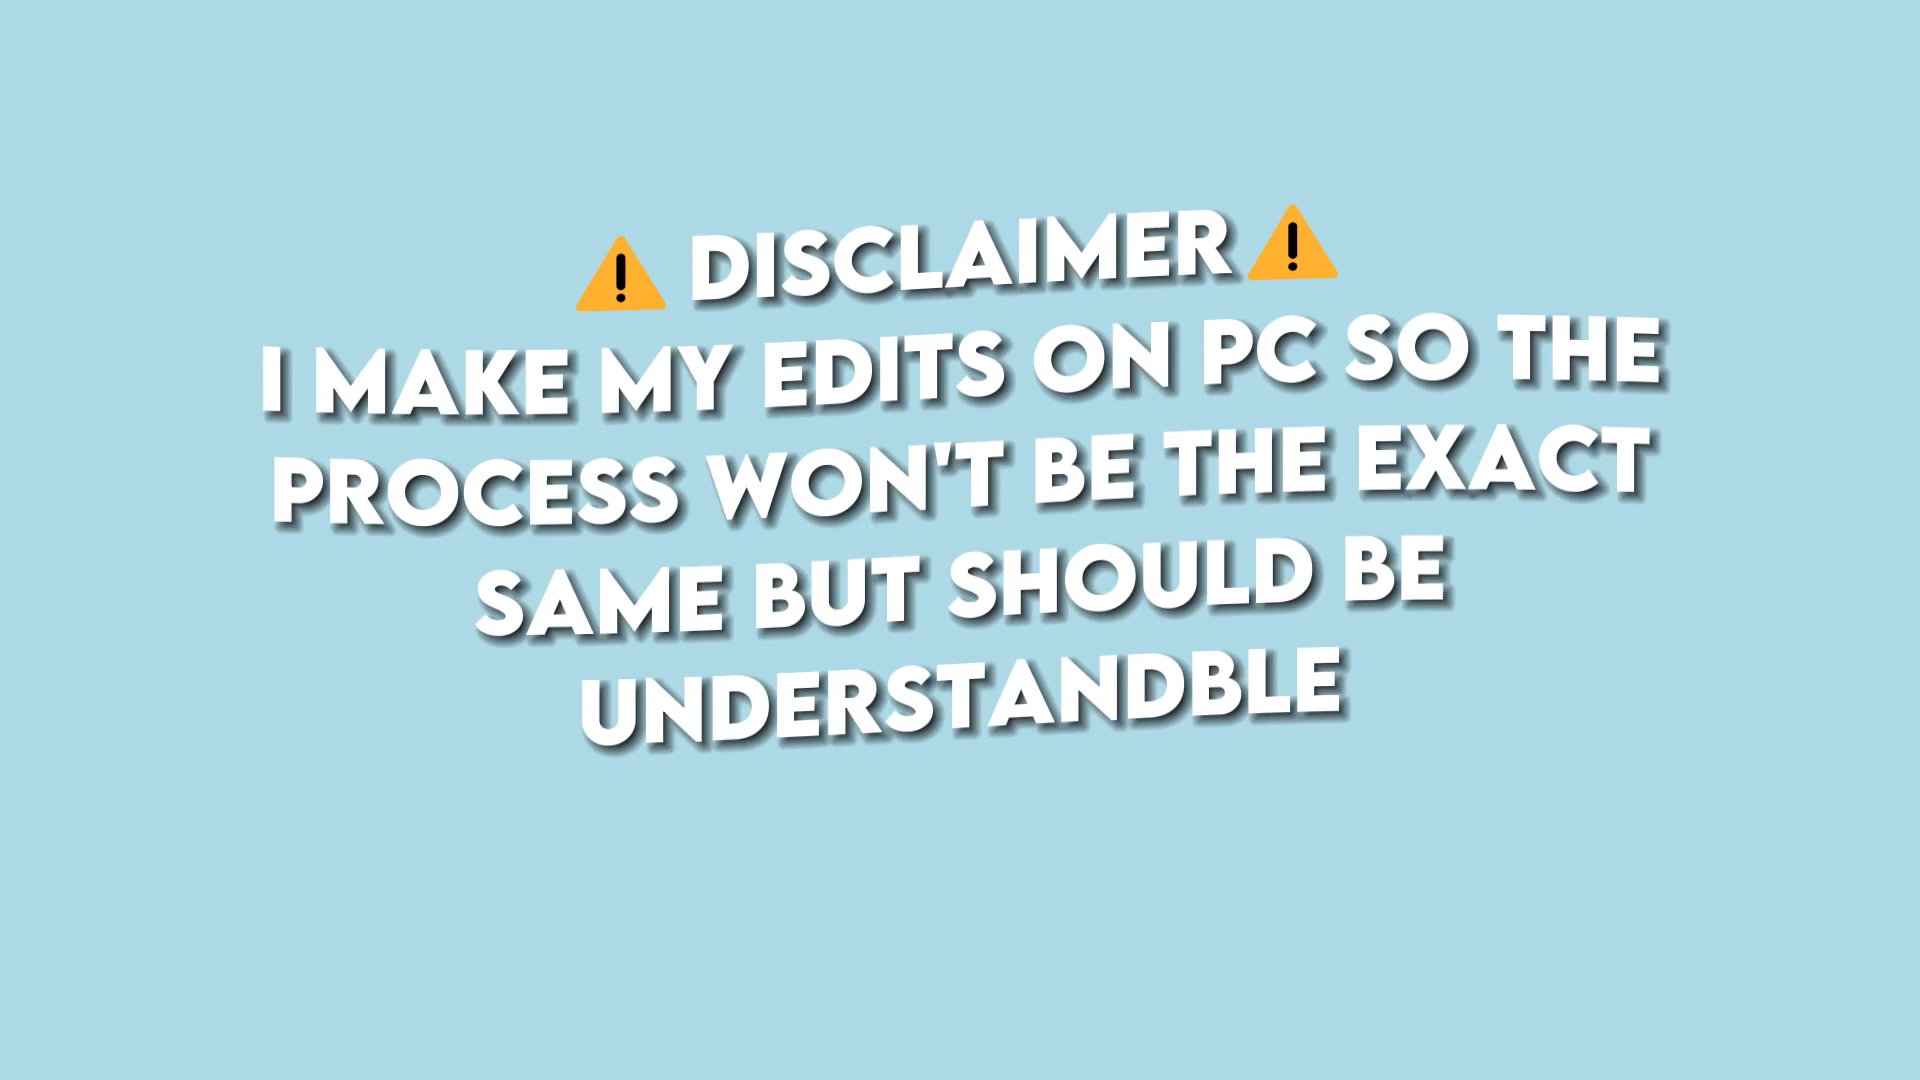 ⚠️ DISCLAIMER ⚠️
I MAKE MY EDITS ON PC SO THE
PROCESS WON'T BE THE EXACT
SAME BUT SHOULD BE
UNDERSTANDBLE